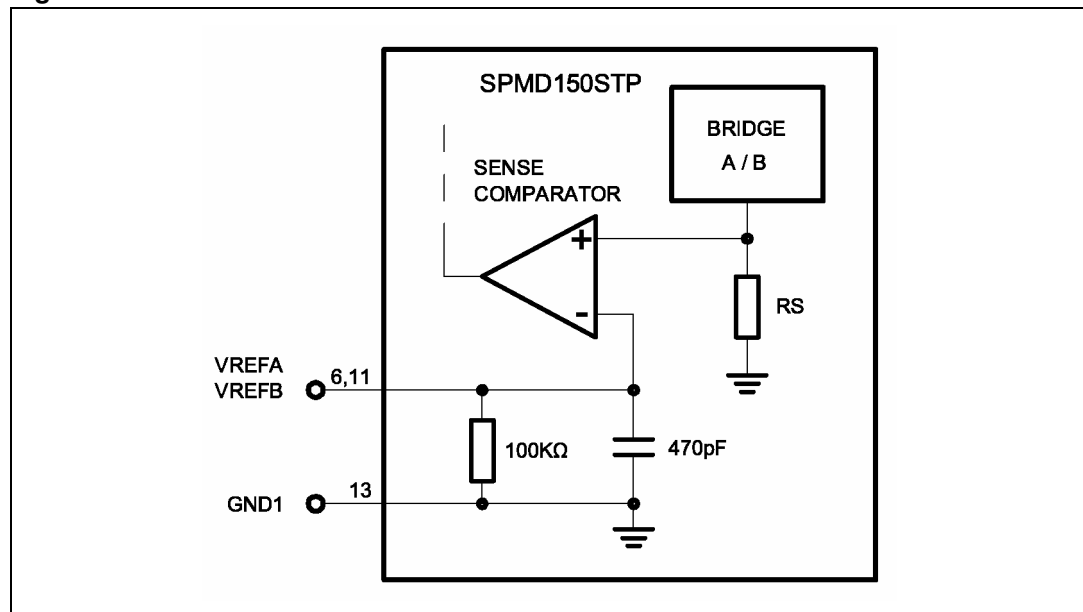 SPMD150STP
BRIDGE
A / B
SENSE
COMPARATOR
+
-
RS
VREFA
VREFB
6,11
100KΩ
470pF
GND1
13